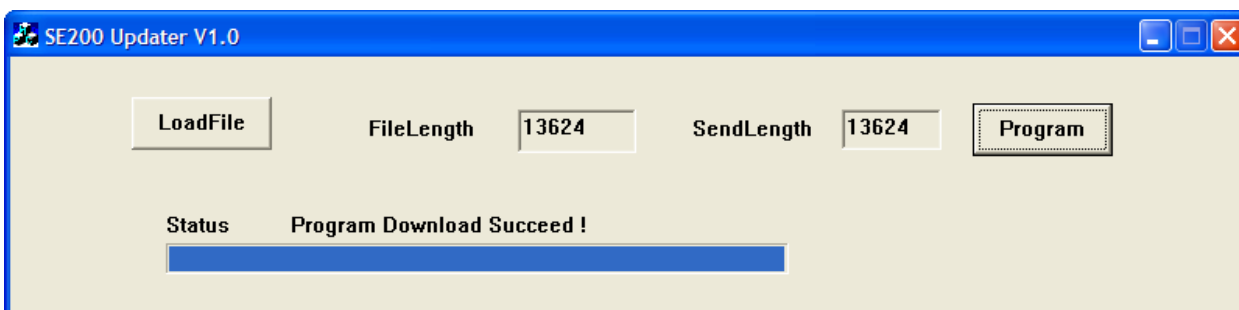 SE200 Updater V1.0
LoadFile FileLength 13624 SendLength 13624 Program
Status Program Download Succeed !